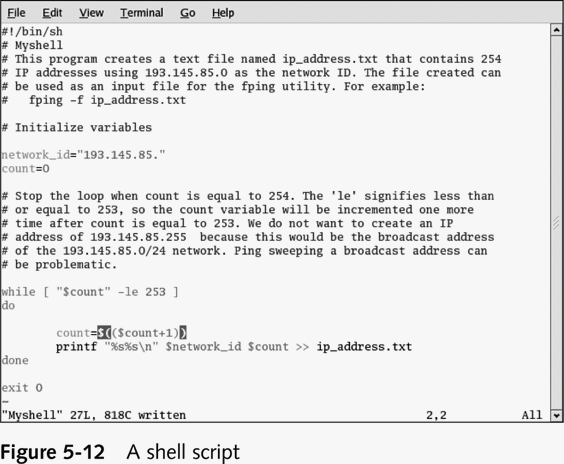 File Edit View Terminal Go Help
#!/bin/sh
# Myshell
# This program creates a text file named ip_address.txt that contains 254
# IP addresses using 193.145.85.0 as the network ID. The file created can
# be used as an input file for the fping utility. For example:
#   fping -f ip_address.txt
# Initialize variables
network_id="193.145.85."
count=0
# Stop the loop when count is equal to 254. The 'le' signifies less than
# or equal to 253, so the count variable will be incremented one more
# time after count is equal to 253. We do not want to create an IP
# address of 193.145.85.255  because this would be the broadcast address
# of the 193.145.85.0/24 network. Ping sweeping a broadcast address can
# be problematic.
while [ "$count" -le 253 ]
do
count=$(($count+1))
printf "%s%s\n" $network_id $count >> ip_address.txt
done
exit 0
~
"Myshell" 27L, 818C written 2,2 All
Figure 5-12 A shell script